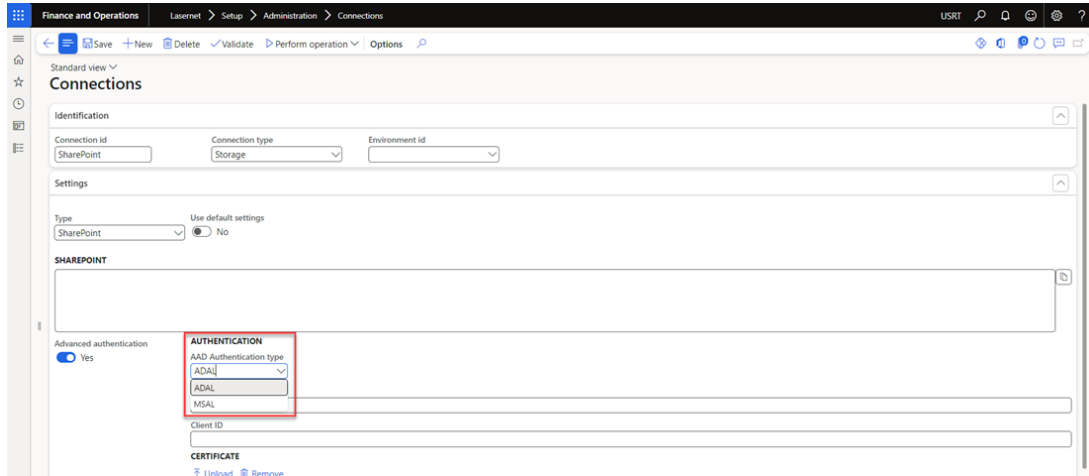 Finance and Operations Lasernet > Setup > Administration > Connections USRT ?
Save + New Delete Validate Perform operation Options 0
Standard view
Connections
Identification
Connection id Connection type Environment id
SharePoint Storage
Settings
Type Use default settings
SharePoint No
SHAREPOINT
Advanced authentication AUTHENTICATION
Yes AAD Authentication type
ADAL
ADAL
MSAL
Client ID
CERTIFICATE
Upload Remove